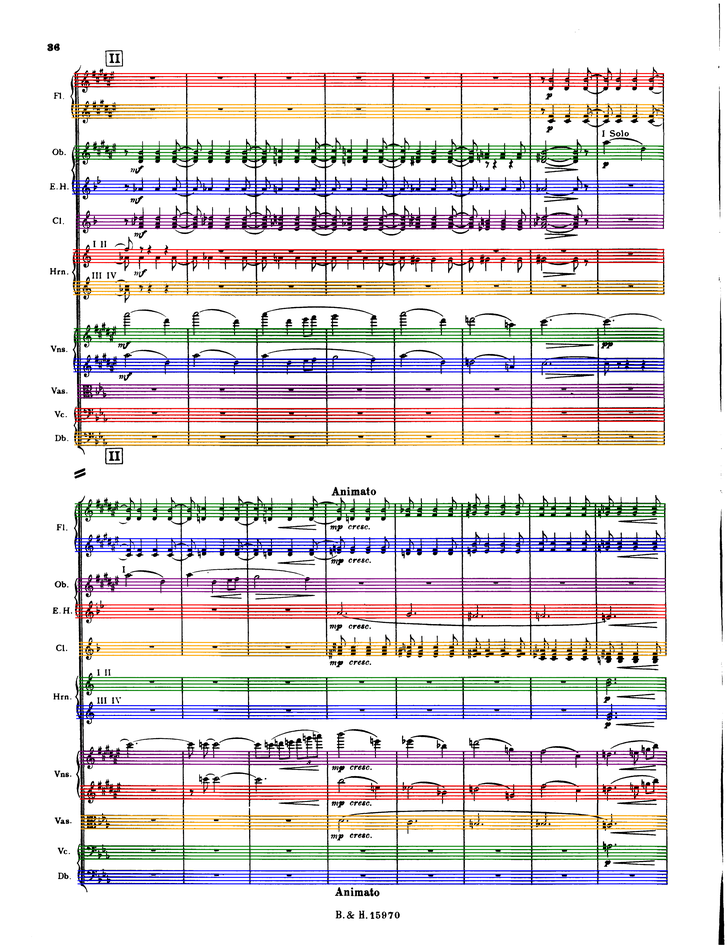 36
II
Fl.
p
p
I Solo
Ob.
mf
p
E. H.
mf
Cl.
mf
I II
Hrn.
mf
III IV
Vns.
mf
pp
mf
Vas.
Vc.
Db.
II
Animato
Fl.
mp cresc.
mp cresc.
I
Ob.
E. H.
mp cresc.
Cl.
mp cresc.
I II
Hrn.
p
III IV
p
Vns.
mp cresc.
mp cresc.
Vas.
mp cresc.
Vc.
p
Db.
Animato
B. & H. 15970